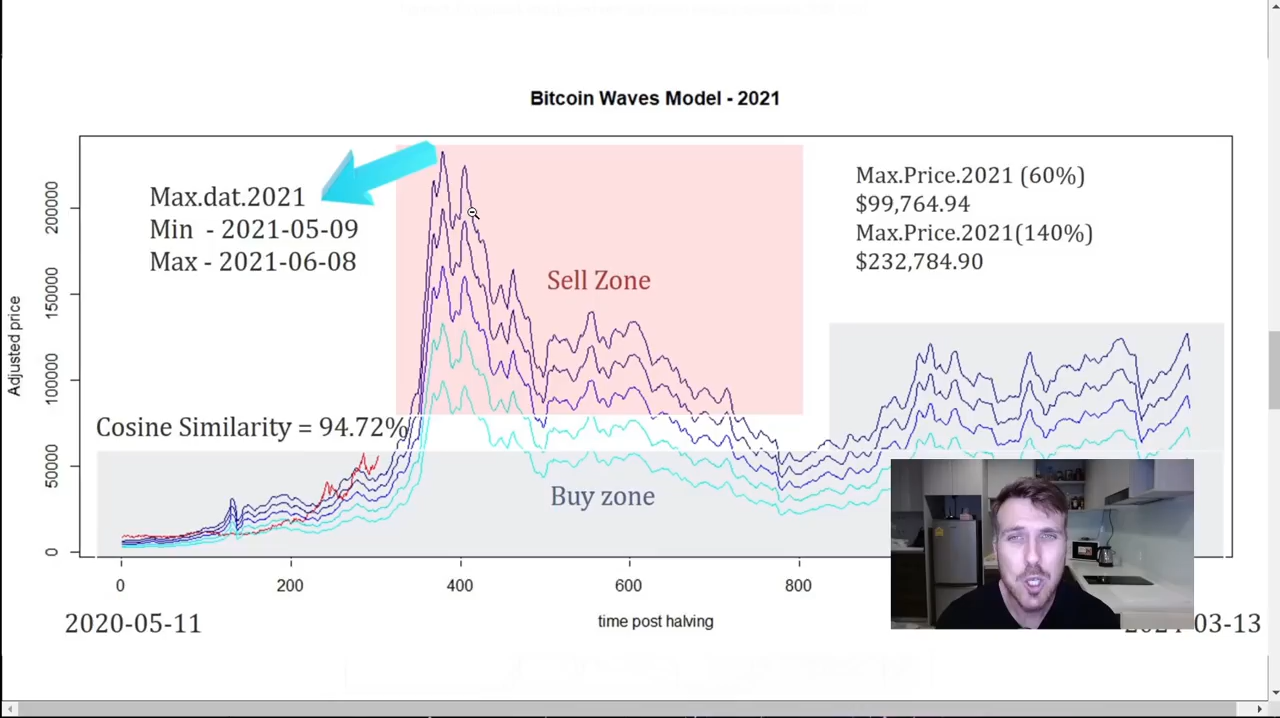 Bitcoin Waves Model - 2021
Max.dat.2021
Min - 2021-05-09
Max - 2021-06-08
Max.Price.2021 (60%)
$99,764.94
Max.Price.2021(140%)
$232,784.90
Sell Zone
Cosine Similarity = 94.72%
Buy zone
Adjusted price
200000
150000
100000
50000
0
0 200 400 600 800
time post halving
2020-05-11
03-13